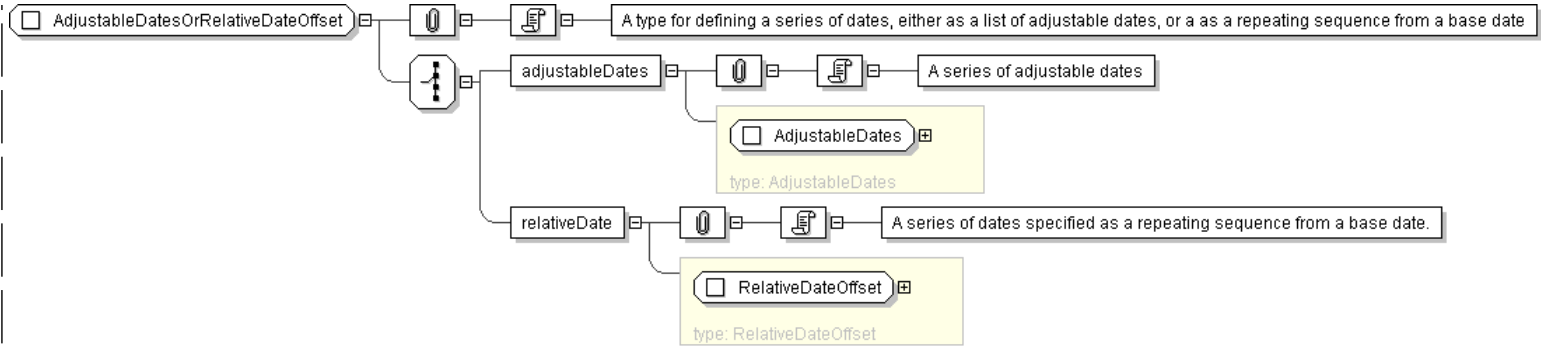 AdjustableDatesOrRelativeDateOffset
A type for defining a series of dates, either as a list of adjustable dates, or a as a repeating sequence from a base date
adjustableDates
A series of adjustable dates
AdjustableDates
type: AdjustableDates
relativeDate
A series of dates specified as a repeating sequence from a base date.
RelativeDateOffset
type: RelativeDateOffset